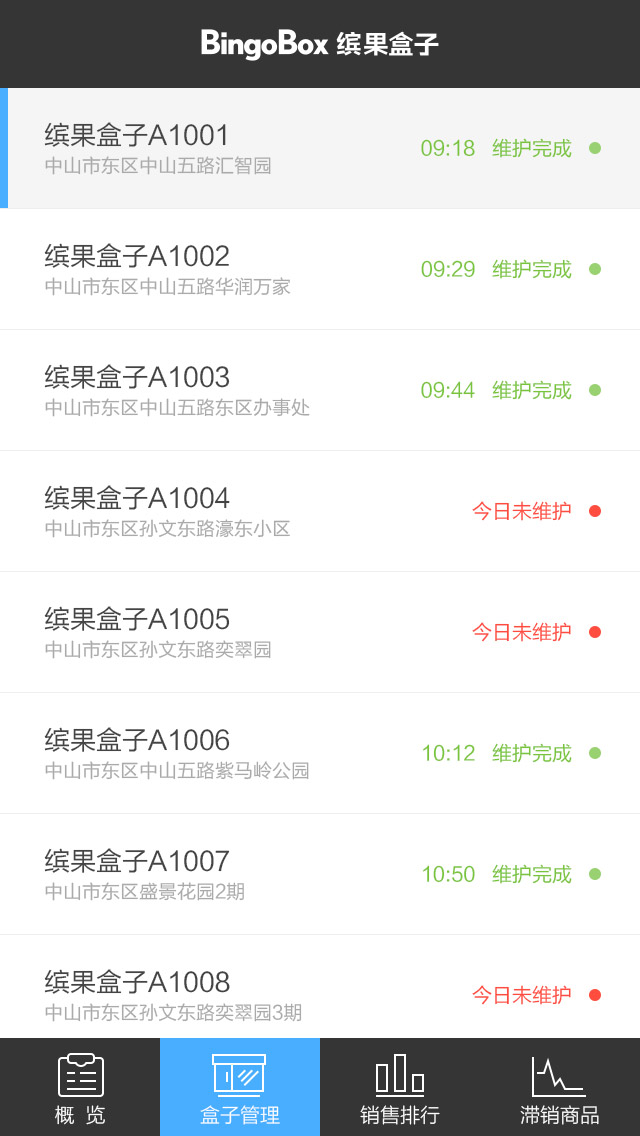 BingoBox 缤果盒子
缤果盒子A1001
中山市东区中山五路汇智园
09:18 维护完成
缤果盒子A1002
中山市东区中山五路华润万家
09:29 维护完成
缤果盒子A1003
中山市东区中山五路东区办事处
09:44 维护完成
缤果盒子A1004
中山市东区孙文东路濠东小区
今日未维护
缤果盒子A1005
中山市东区孙文东路奕翠园
今日未维护
缤果盒子A1006
中山市东区中山五路紫马岭公园
10:12 维护完成
缤果盒子A1007
中山市东区盛景花园2期
10:50 维护完成
缤果盒子A1008
中山市东区孙文东路奕翠园3期
今日未维护
概 览
盒子管理
销售排行
滞销商品